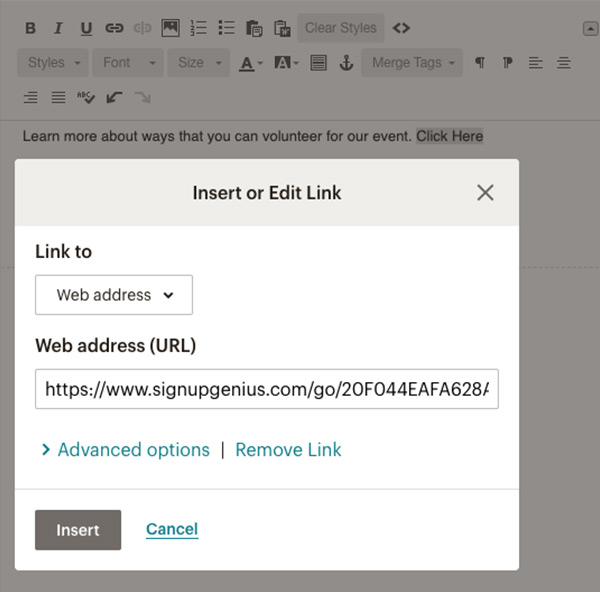 B I U Clear Styles <>
Styles Font Size A A Merge Tags ¶ ¶
ABC
Learn more about ways that you can volunteer for our event. Click Here
Insert or Edit Link
Link to
Web address
Web address (URL)
https://www.signupgenius.com/go/20F044EAFA628A
Advanced options | Remove Link
Insert Cancel